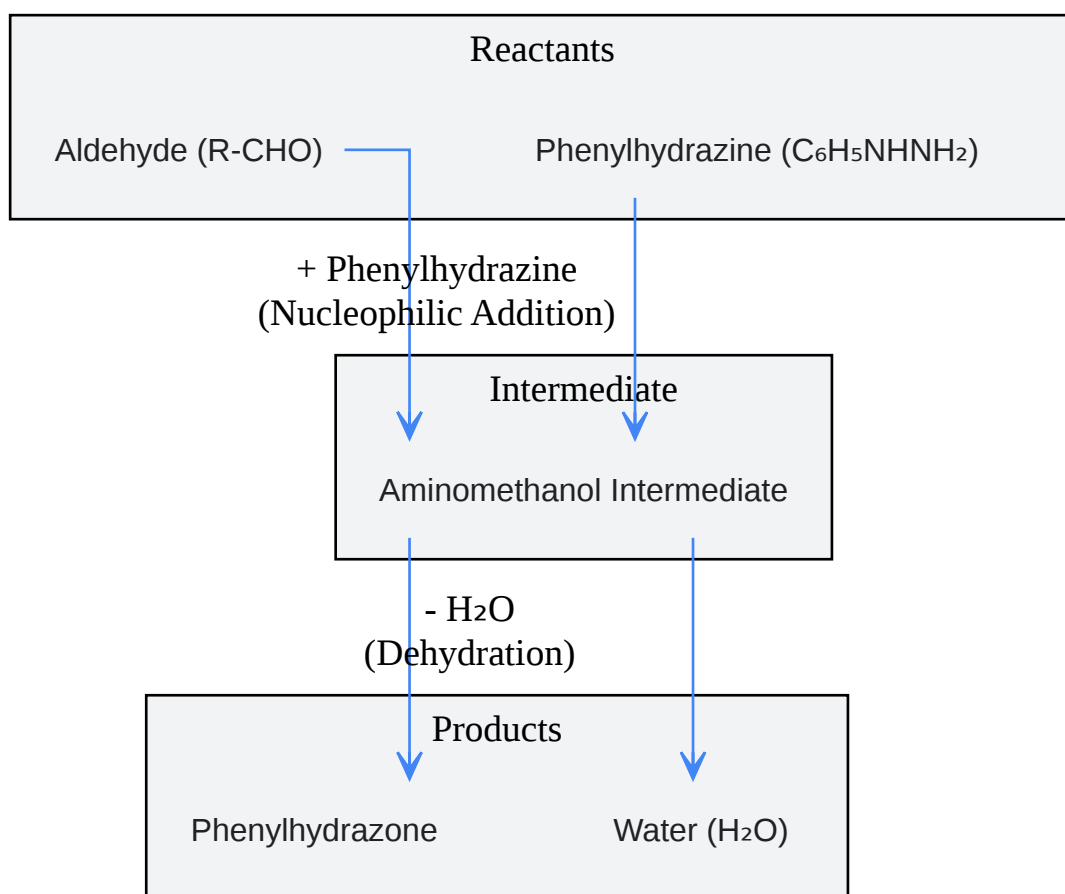 Reactants
Aldehyde (R-CHO) Phenylhydrazine (C₆H₅NHNH₂)
+ Phenylhydrazine
(Nucleophilic Addition)
Intermediate
Aminomethanol Intermediate
- H₂O
(Dehydration)
Products
Phenylhydrazone Water (H₂O)